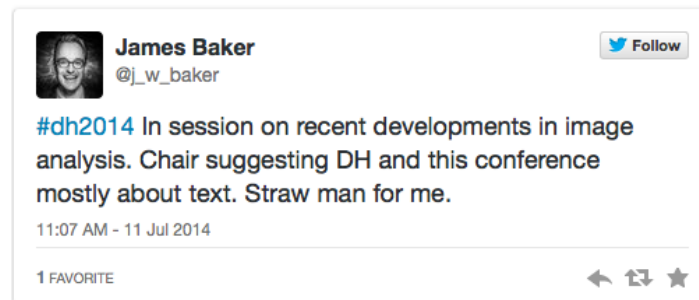 James Baker
Follow
@j_w_baker
#dh2014 In session on recent developments in image
analysis. Chair suggesting DH and this conference
mostly about text. Straw man for me.
11:07 AM - 11 Jul 2014
1 FAVORITE